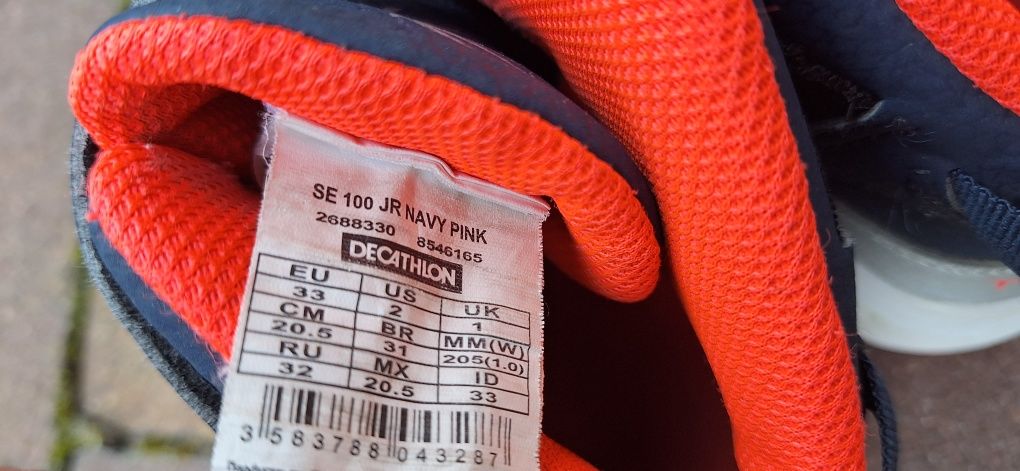 SE 100 JR NAVY PINK
2688330 8546165
DECATHLON
EU US UK
33 2 1
CM BR MM(W)
20.5 31 205(1.0)
RU MX ID
32 20.5 33
3 583788 043287